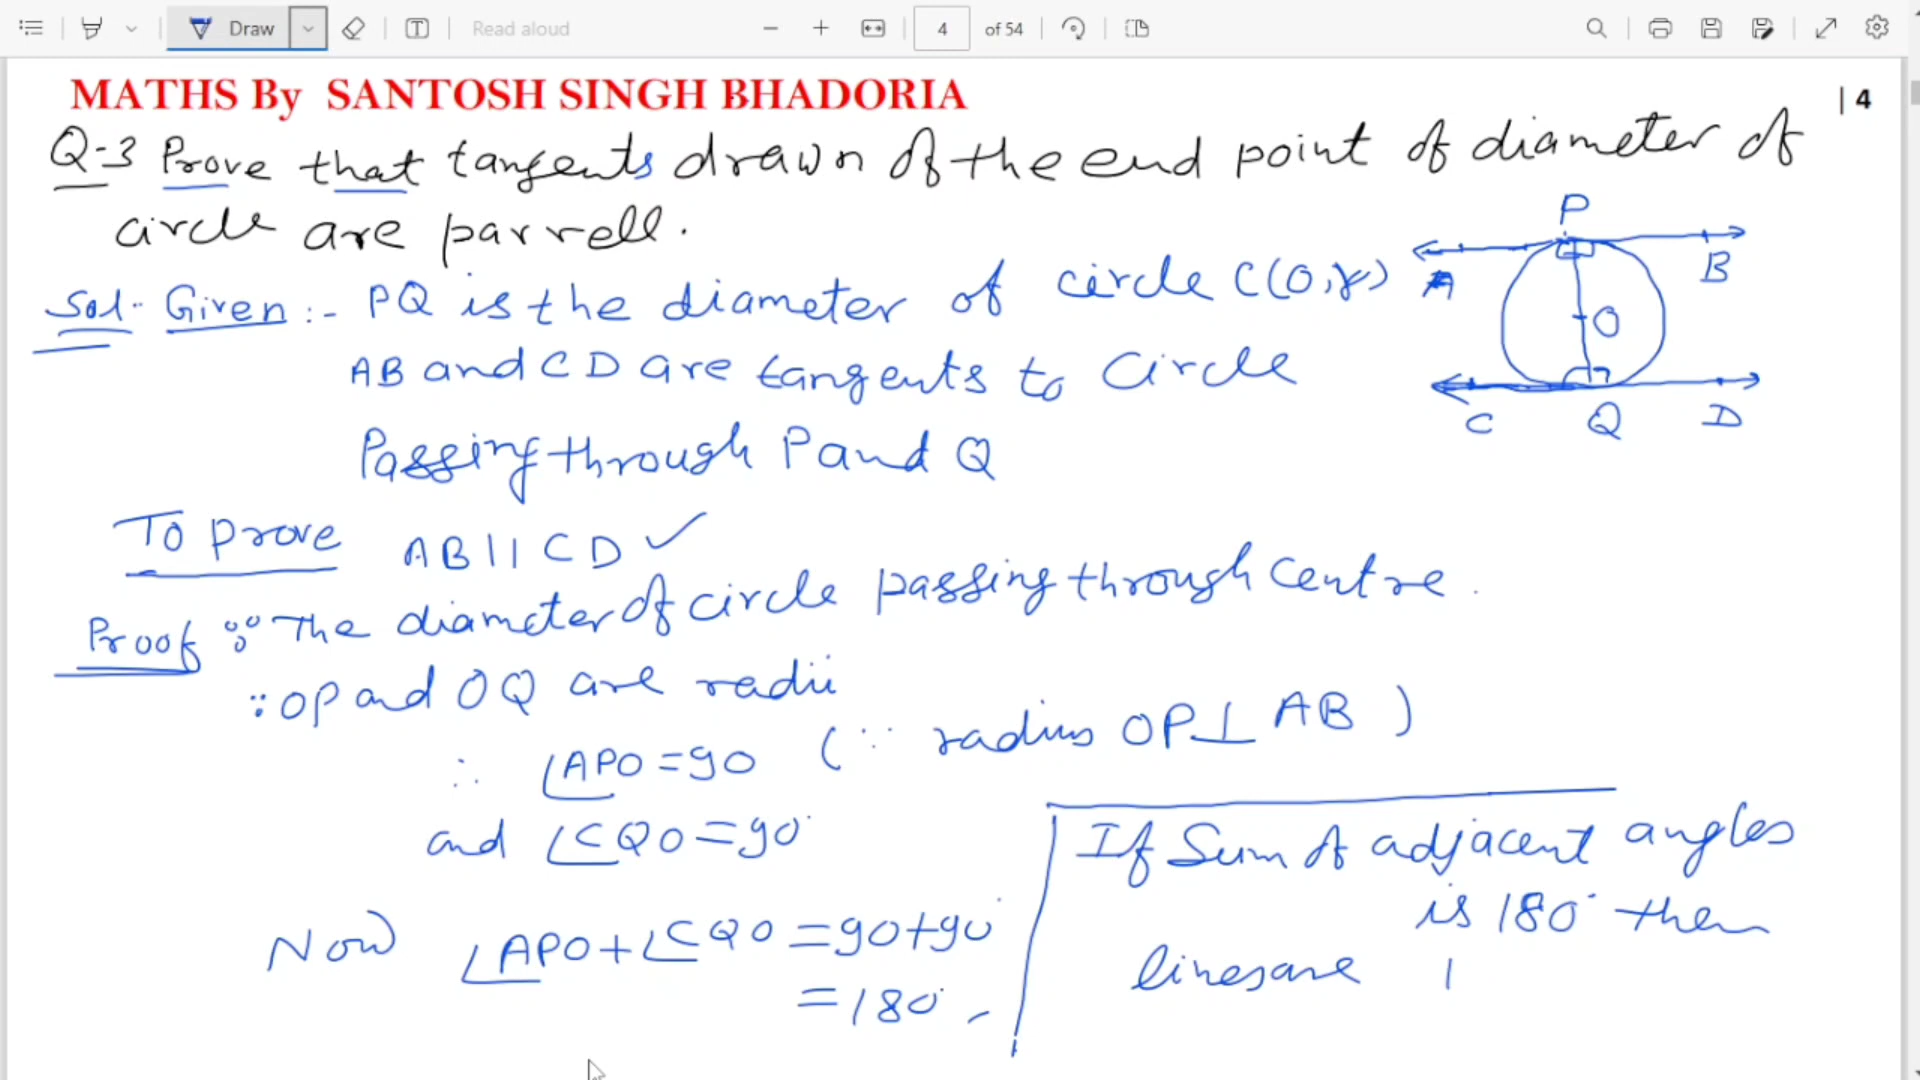 Draw
Read aloud
4 of 54
MATHS By SANTOSH SINGH BHADORIA
| 4
Q-3 Prove that tangents drawn of the end point of diameter of
circle are parrell.
Sol- Given :- PQ is the diameter of circle C(O,r)
AB and CD are tangents to Circle
Passing through P and Q
P
A
B
O
C
Q
D
To prove AB || CD ✓
Proof ∵ The diameter of circle passing through Centre.
∵ OP and OQ are radii
∴ ∠APO = 90 (∵ radius OP ⊥ AB )
and ∠CQO = 90°
Now ∠APO + ∠CQO = 90 + 90°
= 180°
If Sum of adjacent angles
is 180° then
lines are |